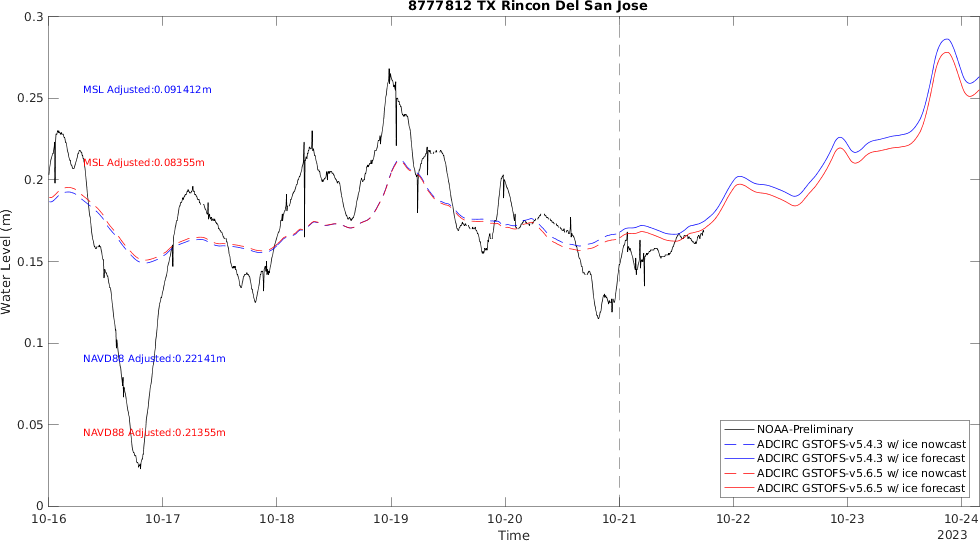 8777812 TX Rincon Del San Jose
0.3
0.25
0.2
0.15
0.1
0.05
0
Water Level (m)
MSL Adjusted:0.091412m
MSL Adjusted:0.08355m
NAVD88 Adjusted:0.22141m
NAVD88 Adjusted:0.21355m
NOAA-Preliminary
ADCIRC GSTOFS-v5.4.3 w/ ice nowcast
ADCIRC GSTOFS-v5.4.3 w/ ice forecast
ADCIRC GSTOFS-v5.6.5 w/ ice nowcast
ADCIRC GSTOFS-v5.6.5 w/ ice forecast
10-16 10-17 10-18 10-19 10-20 10-21 10-22 10-23 10-24
Time
2023